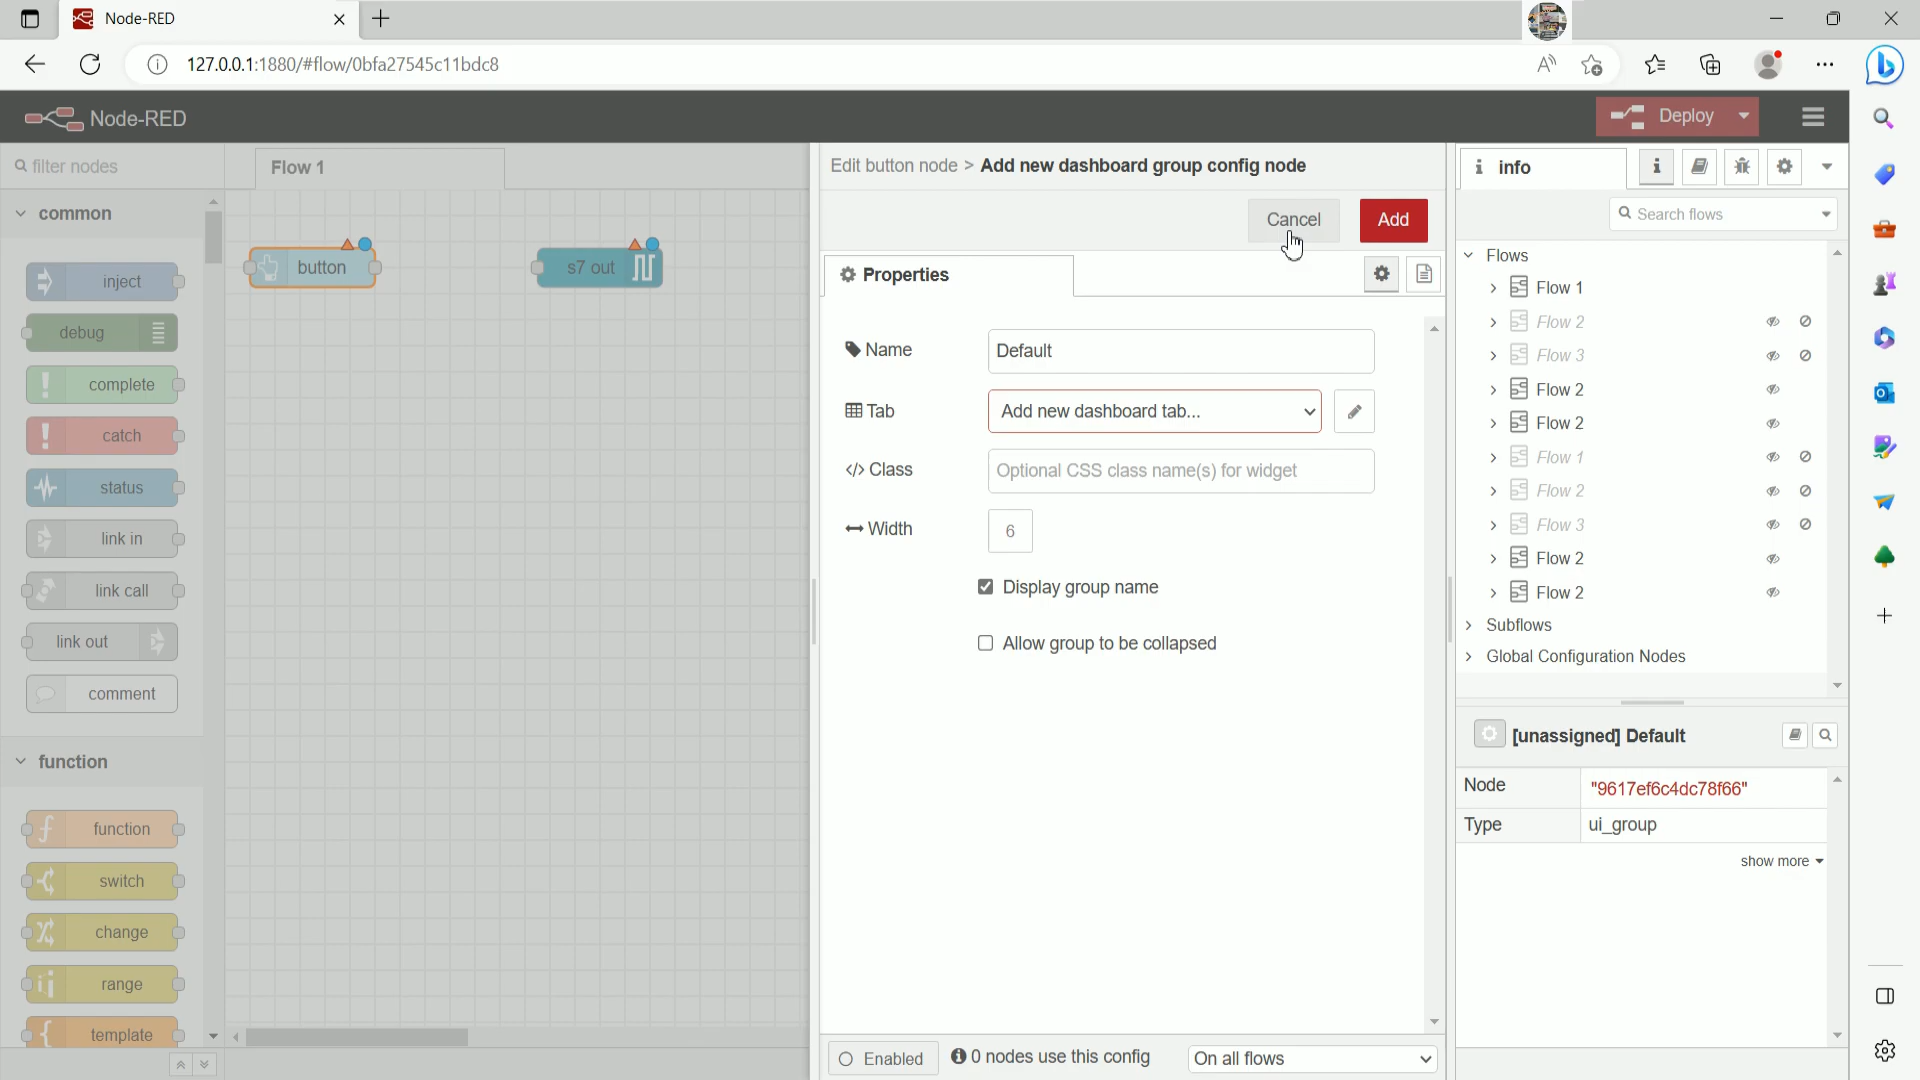 Node-RED
127.0.0.1:1880/#flow/0bfa27545c11bdc8
Node-RED
Deploy
filter nodes
Flow 1
common
inject
debug
complete
catch
status
link in
link call
link out
comment
function
function
switch
change
range
template
button
s7 out
Edit button node > Add new dashboard group config node
Cancel
Add
Properties
Name
Default
Tab
Add new dashboard tab...
</> Class
Optional CSS class name(s) for widget
Width
6
Display group name
Allow group to be collapsed
Enabled
0 nodes use this config
On all flows
info
Search flows
Flows
Flow 1
Flow 2
Flow 3
Flow 2
Flow 2
Flow 1
Flow 2
Flow 3
Flow 2
Flow 2
Subflows
Global Configuration Nodes
[unassigned] Default
Node "9617ef6c4dc78f66"
Type ui_group
show more